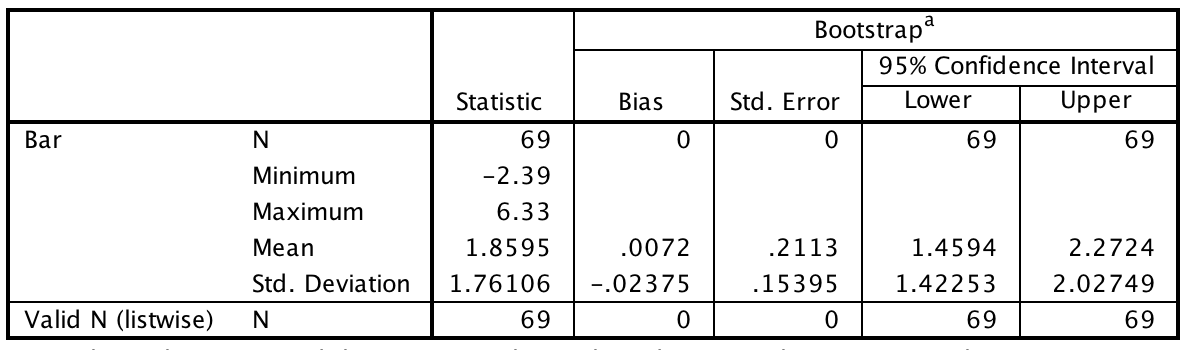 Bootstrap^a
95% Confidence Interval
Statistic Bias Std. Error Lower Upper
Bar N 69 0 0 69 69
Minimum −2.39
Maximum 6.33
Mean 1.8595 .0072 .2113 1.4594 2.2724
Std. Deviation 1.76106 −.02375 .15395 1.42253 2.02749
Valid N (listwise) N 69 0 0 69 69